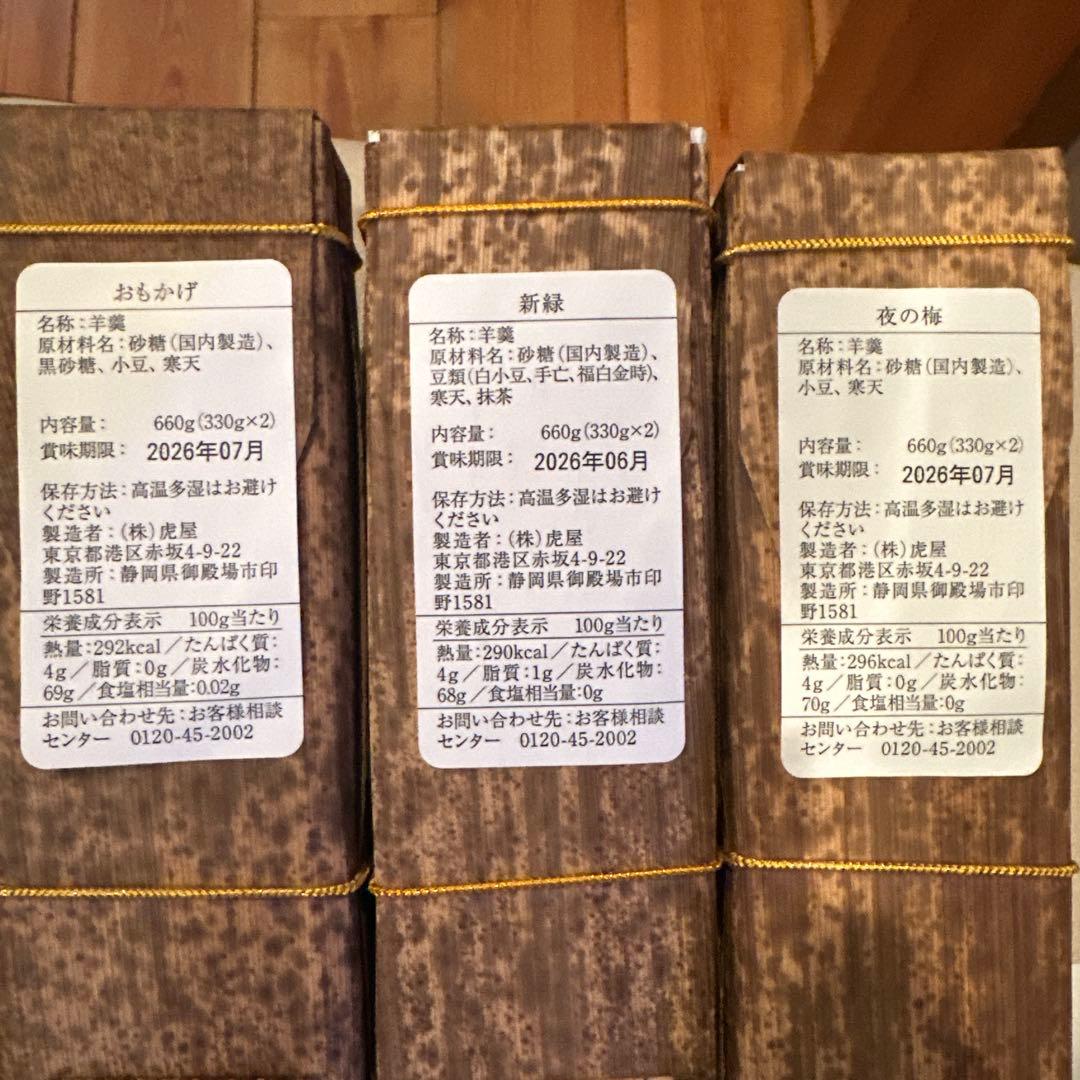 おもかげ
名称：羊羹
原材料名：砂糖（国内製造）、
黒砂糖、小豆、寒天
内容量： 660g（330g×2）
賞味期限： 2026年07月
保存方法：高温多湿はお避け
ください
製造者：（株）虎屋
東京都港区赤坂4-9-22
製造所：静岡県御殿場市印
野1581
栄養成分表示 100g当たり
熱量：292kcal／たんぱく質：
4g／脂質：0g／炭水化物：
69g／食塩相当量：0.02g
お問い合わせ先：お客様相談
センター 0120-45-2002
新緑
名称：羊羹
原材料名：砂糖（国内製造）、
豆類（白小豆、手亡、福白金時）、
寒天、抹茶
内容量： 660g（330g×2）
賞味期限： 2026年06月
保存方法：高温多湿はお避け
ください
製造者：（株）虎屋
東京都港区赤坂4-9-22
製造所：静岡県御殿場市印
野1581
栄養成分表示 100g当たり
熱量：290kcal／たんぱく質：
4g／脂質：1g／炭水化物：
68g／食塩相当量：0g
お問い合わせ先：お客様相談
センター 0120-45-2002
夜の梅
名称：羊羹
原材料名：砂糖（国内製造）、
小豆、寒天
内容量： 660g（330g×2）
賞味期限： 2026年07月
保存方法：高温多湿はお避け
ください
製造者：（株）虎屋
東京都港区赤坂4-9-22
製造所：静岡県御殿場市印
野1581
栄養成分表示 100g当たり
熱量：296kcal／たんぱく質：
4g／脂質：0g／炭水化物：
70g／食塩相当量：0g
お問い合わせ先：お客様相談
センター 0120-45-2002